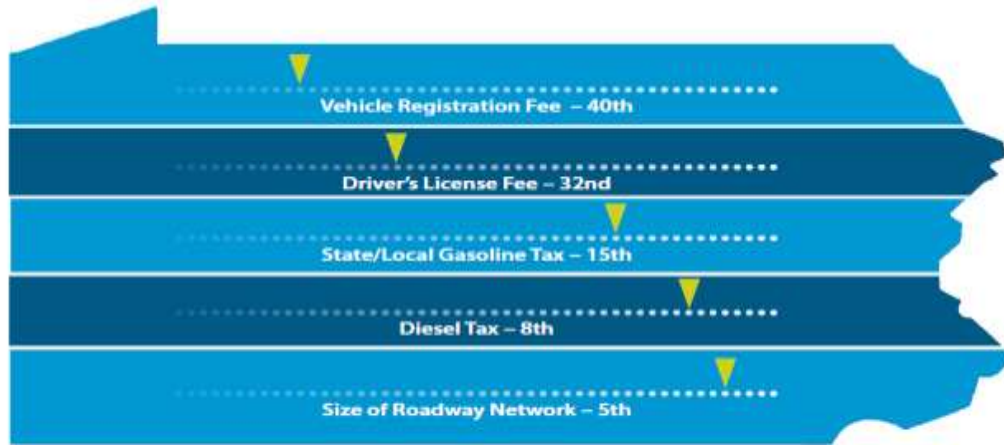 Vehicle Registration Fee – 40th
Driver's License Fee – 32nd
State/Local Gasoline Tax – 15th
Diesel Tax – 8th
Size of Roadway Network – 5th